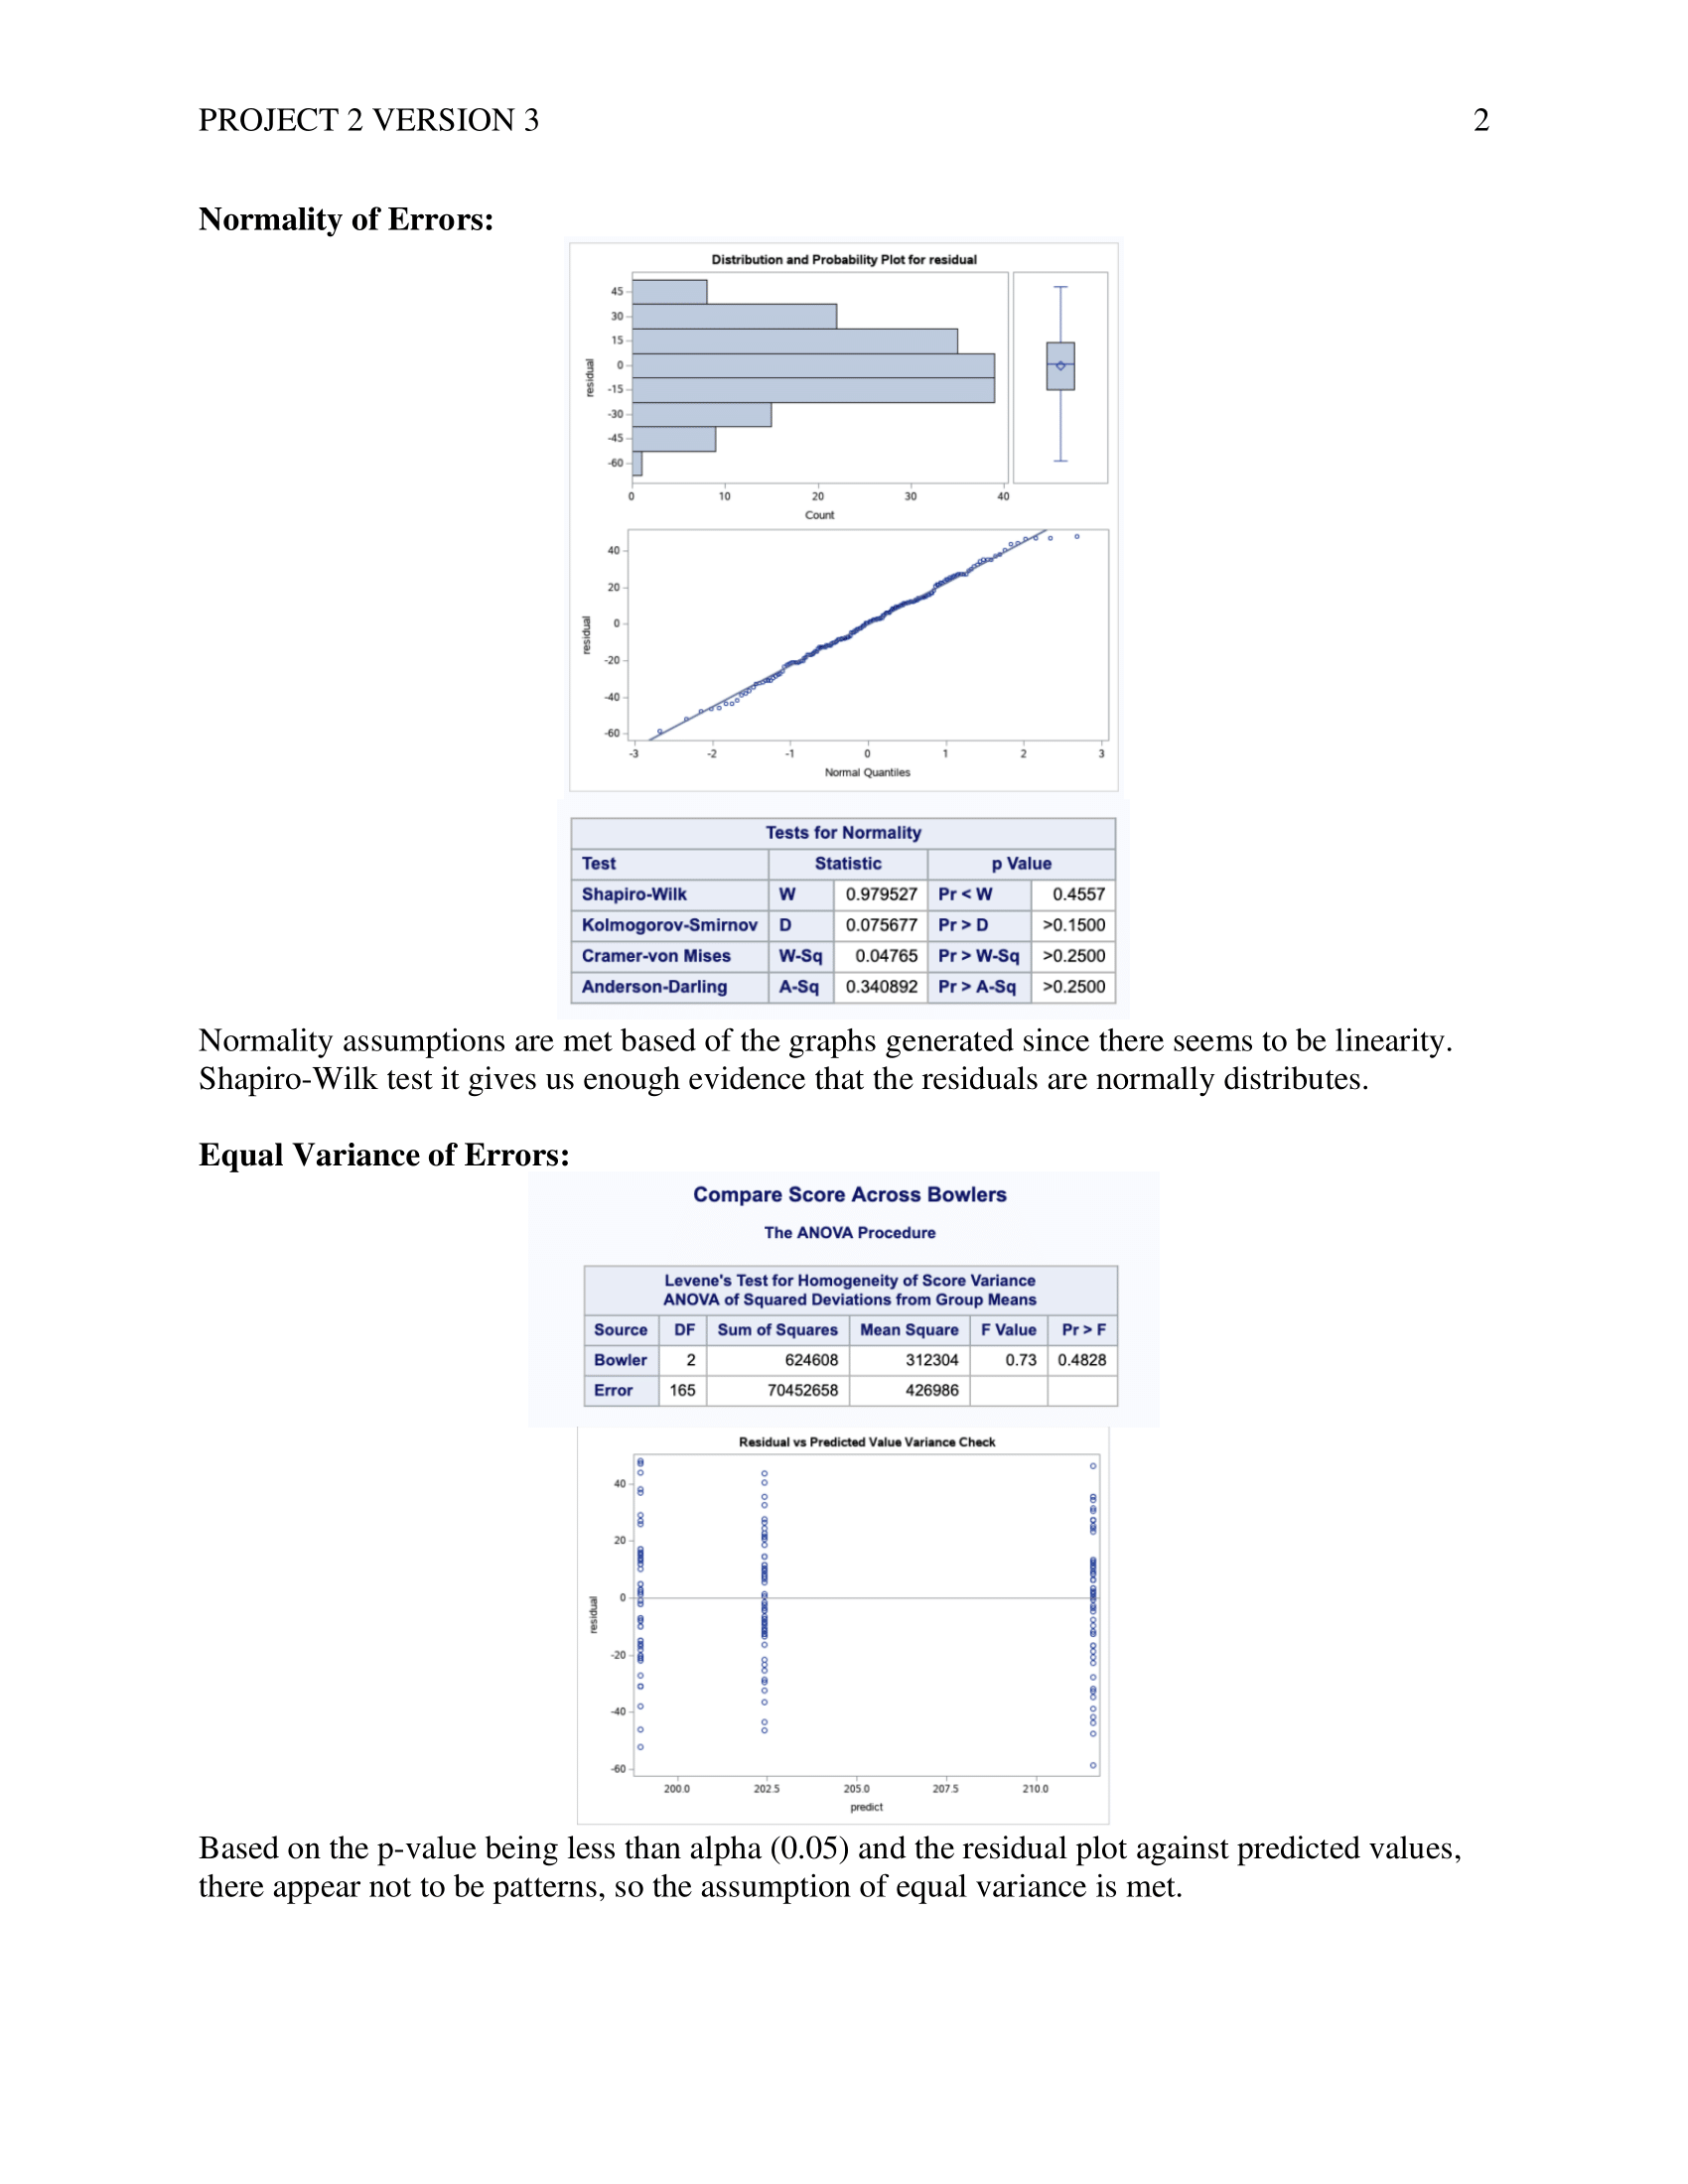 PROJECT 2 VERSION 3 2
Normality of Errors:
Distribution and Probability Plot for residual
45
30
15
0
-15
-30
-45
-60
residual
0 10 20 30 40
Count
40
20
0
-20
-40
-60
residual
-3 -2 -1 0 1 2 3
Normal Quantiles
Tests for Normality
Test Statistic p Value
Shapiro-Wilk W 0.979527 Pr < W 0.4557
Kolmogorov-Smirnov D 0.075677 Pr > D >0.1500
Cramer-von Mises W-Sq 0.04765 Pr > W-Sq >0.2500
Anderson-Darling A-Sq 0.340892 Pr > A-Sq >0.2500
Normality assumptions are met based of the graphs generated since there seems to be linearity.
Shapiro-Wilk test it gives us enough evidence that the residuals are normally distributes.
Equal Variance of Errors:
Compare Score Across Bowlers
The ANOVA Procedure
Levene's Test for Homogeneity of Score Variance
ANOVA of Squared Deviations from Group Means
Source DF Sum of Squares Mean Square F Value Pr > F
Bowler 2 624608 312304 0.73 0.4828
Error 165 70452658 426986
Residual vs Predicted Value Variance Check
40
20
0
-20
-40
-60
residual
200.0 202.5 205.0 207.5 210.0
predict
Based on the p-value being less than alpha (0.05) and the residual plot against predicted values,
there appear not to be patterns, so the assumption of equal variance is met.